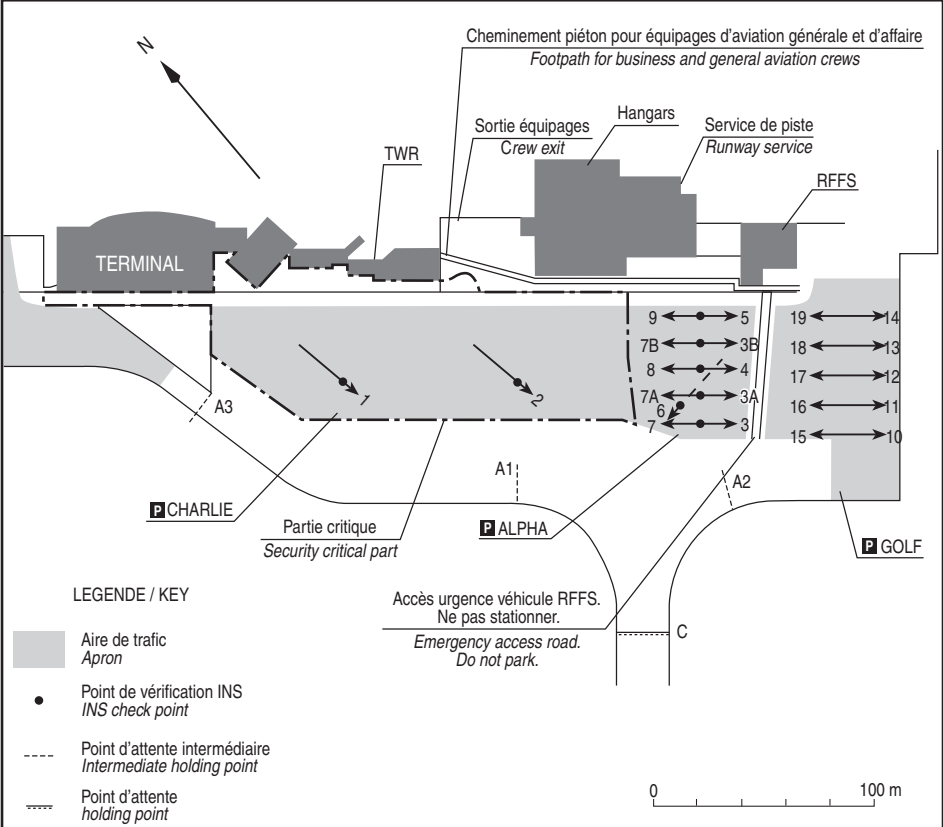 N
Cheminement piéton pour équipages d'aviation générale et d'affaire
Footpath for business and general aviation crews
Hangars
Sortie équipages
Crew exit
Service de piste
Runway service
TWR
RFFS
TERMINAL
9 5 19 14
7B 3B 18 13
8 4 17 12
7A 3A 16 11
6
7 3 15 10
1 2
A3
A1
A2
P CHARLIE
P ALPHA
P GOLF
Partie critique
Security critical part
Accès urgence véhicule RFFS.
Ne pas stationner.
Emergency access road.
Do not park.
C
LEGENDE / KEY
Aire de trafic
Apron
Point de vérification INS
INS check point
Point d'attente intermédiaire
Intermediate holding point
Point d'attente
holding point
0 100 m